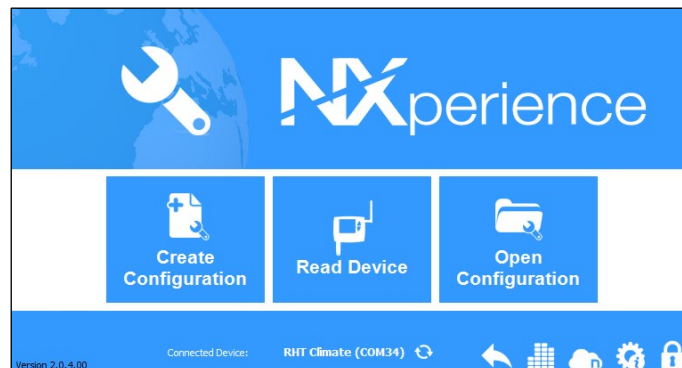 NXperience
Create
Configuration
Read Device
Open
Configuration
Connected Device: RHT Climate (COM34)
Version 2.0.4.00